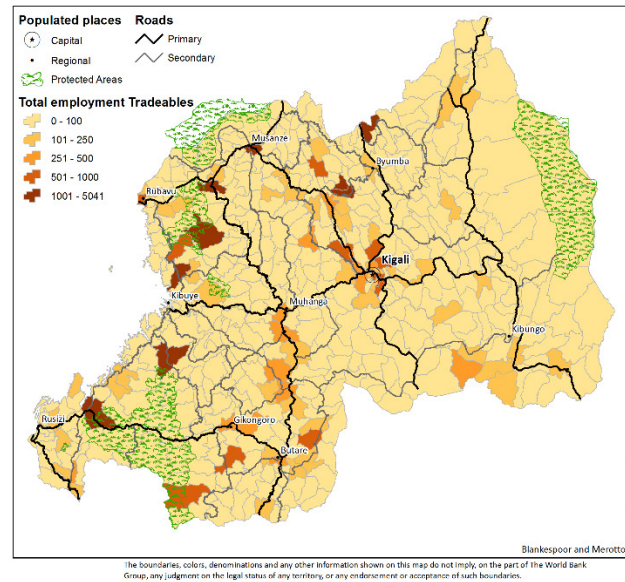 Populated places
Capital
Regional
Protected Areas
Roads
Primary
Secondary
Total employment Tradeables
0 - 100
101 - 250
251 - 500
501 - 1000
1001 - 5041
Musanzei
Byumba
Rubavu
Kigali
Kibuye
Muhanga
Kibungo
Rusizi
Gikongoro
Butare
Blankespoor and Merotto
The boundaries, colors, denominations and any other information shown on this map do not imply, on the part of The World Bank
Group, any judgment on the legal status of any territory, or any endorsement or acceptance of such boundaries.